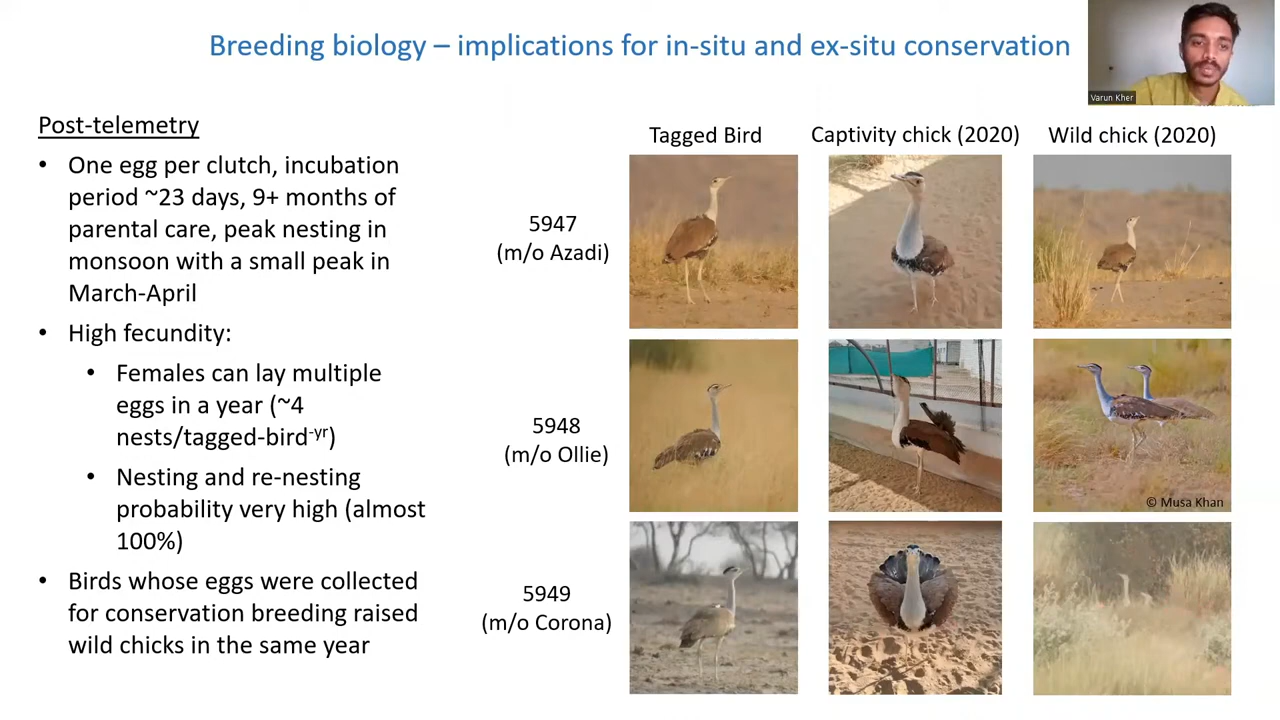 Breeding biology – implications for in-situ and ex-situ conservation
Varun Kher
Post-telemetry
• One egg per clutch, incubation
period ~23 days, 9+ months of
parental care, peak nesting in
monsoon with a small peak in
March-April
• High fecundity:
• Females can lay multiple
eggs in a year (~4
nests/tagged-bird-yr)
• Nesting and re-nesting
probability very high (almost
100%)
• Birds whose eggs were collected
for conservation breeding raised
wild chicks in the same year
Tagged Bird
Captivity chick (2020)
Wild chick (2020)
5947
(m/o Azadi)
5948
(m/o Ollie)
© Musa Khan
5949
(m/o Corona)